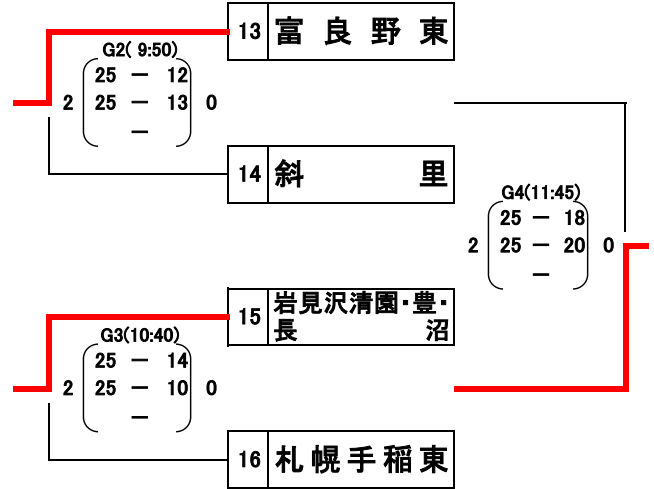 13 富良野東
G2( 9:50)
25 ー 12
2 25 ー 13 0
ー
14 斜里
G4(11:45)
25 ー 18
2 25 ー 20 0
ー
15 岩見沢清園・豊・
長沼
G3(10:40)
25 ー 14
2 25 ー 10 0
ー
16 札幌手稲東